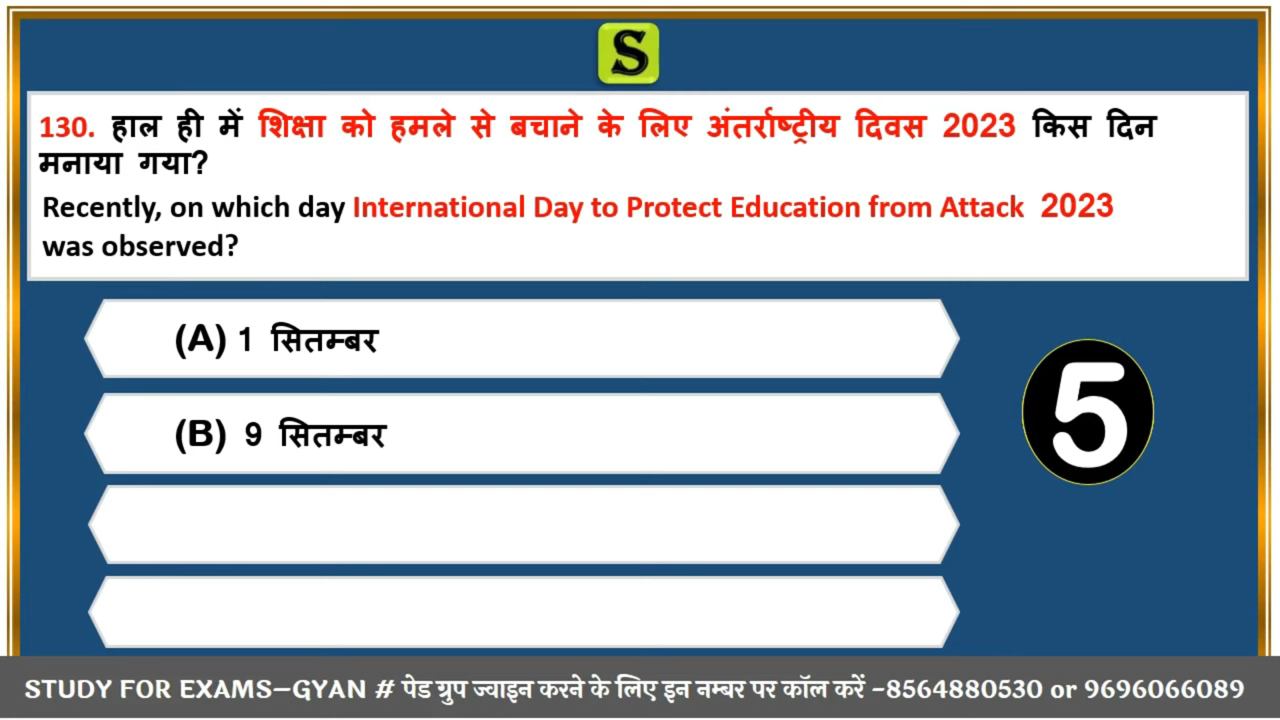 S
130. हाल ही में शिक्षा को हमले से बचाने के लिए अंतर्राष्ट्रीय दिवस 2023 किस दिन
मनाया गया?
Recently, on which day International Day to Protect Education from Attack 2023
was observed?
(A) 1 सितम्बर
(B) 9 सितम्बर
5
STUDY FOR EXAMS–GYAN # पेड ग्रुप ज्वाइन करने के लिए इन नम्बर पर कॉल करें –8564880530 or 9696066089